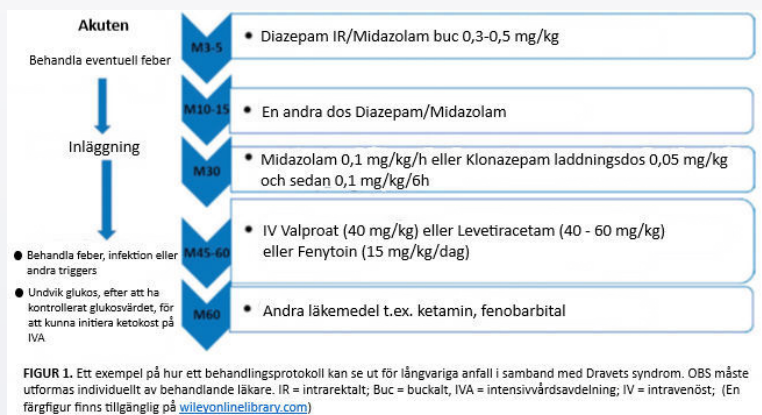 Akuten
Behandla eventuell feber
M3-5
• Diazepam IR/Midazolam buc 0,3-0,5 mg/kg
M10-15
• En andra dos Diazepam/Midazolam
Inläggning
M30
• Midazolam 0,1 mg/kg/h eller Klonazepam laddningsdos 0,05 mg/kg
och sedan 0,1 mg/kg/6h
● Behandla feber, infektion eller
andra triggers
M45-60
• IV Valproat (40 mg/kg) eller Levetiracetam (40 - 60 mg/kg)
eller Fenytoin (15 mg/kg/dag)
● Undvik glukos, efter att ha
kontrollerat glukosvärdet, för
att kunna initiera ketokost på
IVA
M60
• Andra läkemedel t.ex. ketamin, fenobarbital
FIGUR 1. Ett exempel på hur ett behandlingsprotokoll kan se ut för långvariga anfall i samband med Dravets syndrom. OBS måste
utformas individuellt av behandlande läkare. IR = intrarektalt; Buc = buckalt, IVA = intensivvårdsavdelning; IV = intravenöst; (En
färgfigur finns tillgänglig på wileyonlinelibrary.com)